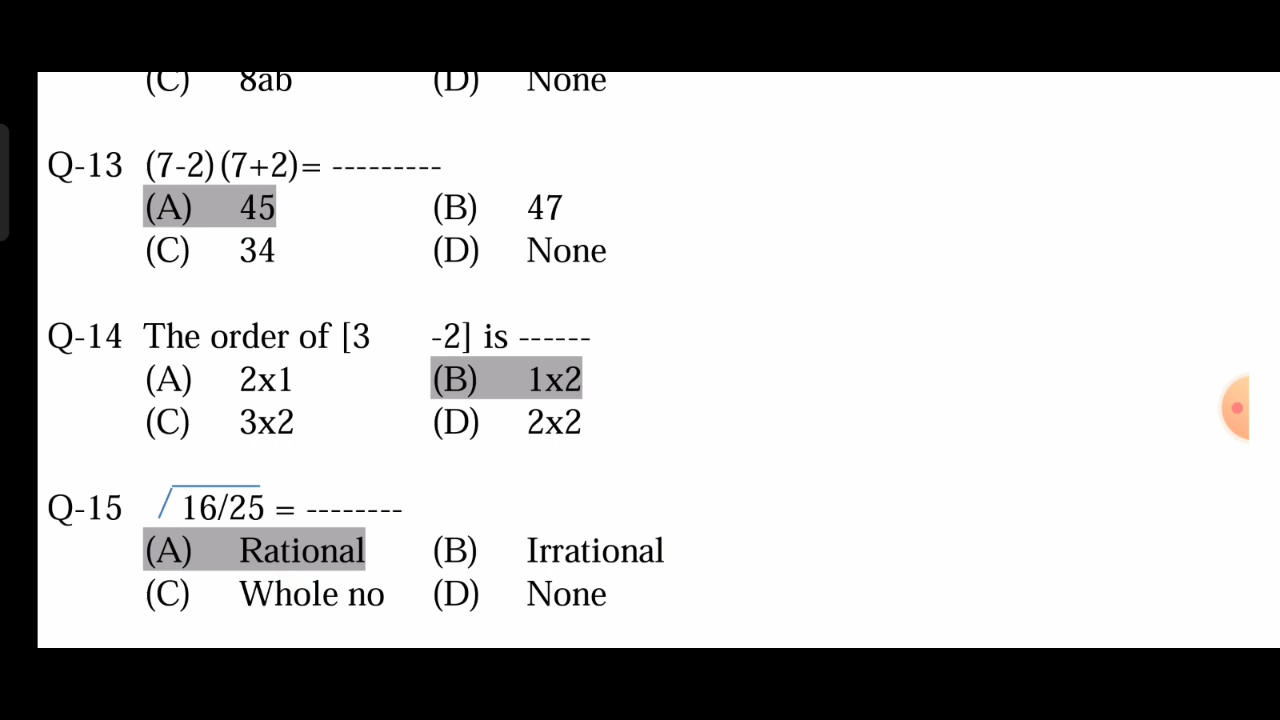 (C) 8ab (D) None
Q-13 (7-2)(7+2)= ---------
(A) 45 (B) 47
(C) 34 (D) None
Q-14 The order of [3 -2] is ------
(A) 2x1 (B) 1x2
(C) 3x2 (D) 2x2
Q-15 √16/25 = --------
(A) Rational (B) Irrational
(C) Whole no (D) None